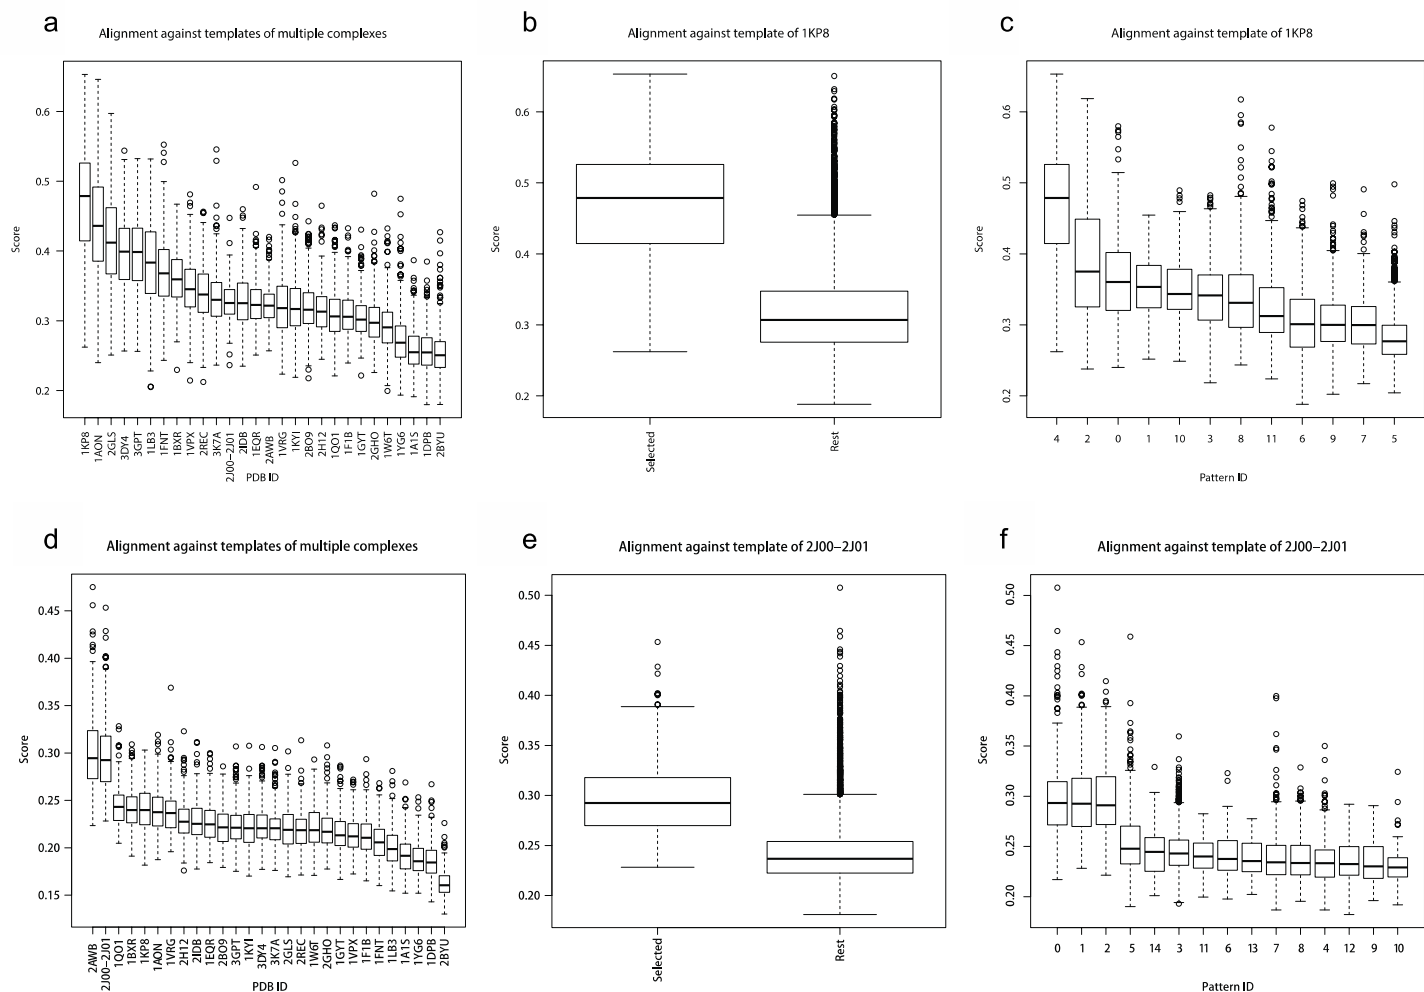 a
Alignment against templates of multiple complexes
Score
0.6
0.5
0.4
0.3
0.2
1KP8 1AON 2GLS 3DY4 3GPT 1LB3 1FNT 1BXR 1VPX 2REC 3K7A 2J00−2J01 2IDB 1EQR 2AWB 1VRG 1KYI 2BO9 2H12 1QO1 1F1B 1GYT 2GHO 1W6T 1YG6 1A1S 1DPB 2BYU
PDB ID
b
Alignment against template of 1KP8
Score
0.6
0.5
0.4
0.3
0.2
Selected Rest
c
Alignment against template of 1KP8
Score
0.6
0.5
0.4
0.3
0.2
4 2 0 1 10 3 8 11 6 9 7 5
Pattern ID
d
Alignment against templates of multiple complexes
Score
0.45
0.40
0.35
0.30
0.25
0.20
0.15
2AWB 2J00−2J01 1QO1 1BXR 1KP8 1AON 1VRG 2H12 2IDB 1EQR 2BO9 3GPT 1KYI 3DY4 3K7A 2GLS 2REC 1W6T 2GHO 1GYT 1VPX 1F1B 1FNT 1LB3 1A1S 1YG6 1DPB 2BYU
PDB ID
e
Alignment against template of 2J00−2J01
Score
0.50
0.45
0.40
0.35
0.30
0.25
0.20
Selected Rest
f
Alignment against template of 2J00−2J01
Score
0.50
0.45
0.40
0.35
0.30
0.25
0.20
0 1 2 5 14 3 11 6 13 7 8 4 12 9 10
Pattern ID